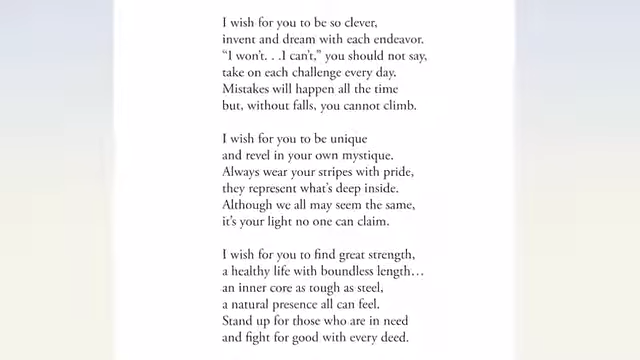 I wish for you to be so clever,
invent and dream with each endeavor.
“I won’t. . .I can’t,” you should not say,
take on each challenge every day.
Mistakes will happen all the time
but, without falls, you cannot climb.
I wish for you to be unique
and revel in your own mystique.
Always wear your stripes with pride,
they represent what’s deep inside.
Although we all may seem the same,
it’s your light no one can claim.
I wish for you to find great strength,
a healthy life with boundless length…
an inner core as tough as steel,
a natural presence all can feel.
Stand up for those who are in need
and fight for good with every deed.